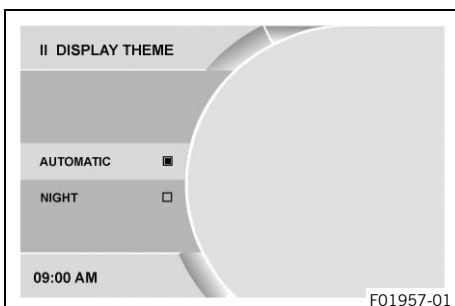 II DISPLAY THEME
AUTOMATIC
NIGHT
09:00 AM
F01957-01